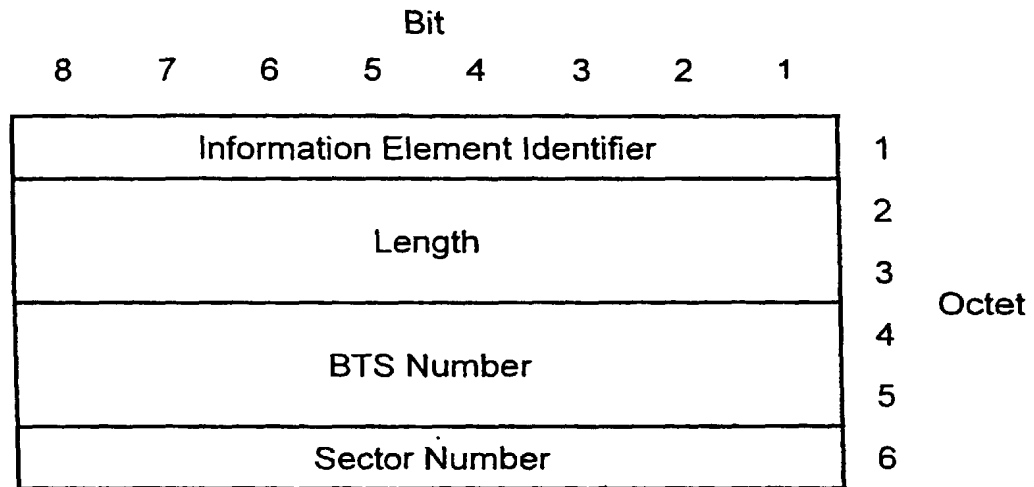 Bit
8 7 6 5 4 3 2 1
Information Element Identifier 1
2
Length
3
Octet
4
BTS Number
5
Sector Number 6